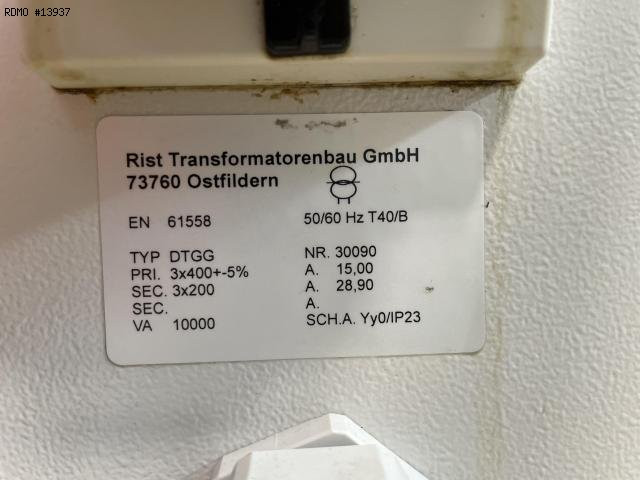 RDMO #13937
Rist Transformatorenbau GmbH
73760 Ostfildern
EN 61558 50/60 Hz T40/B
TYP DTGG NR. 30090
PRI. 3x400+-5% A. 15,00
SEC. 3x200 A. 28,90
SEC. A.
VA 10000 SCH.A. Yy0/IP23